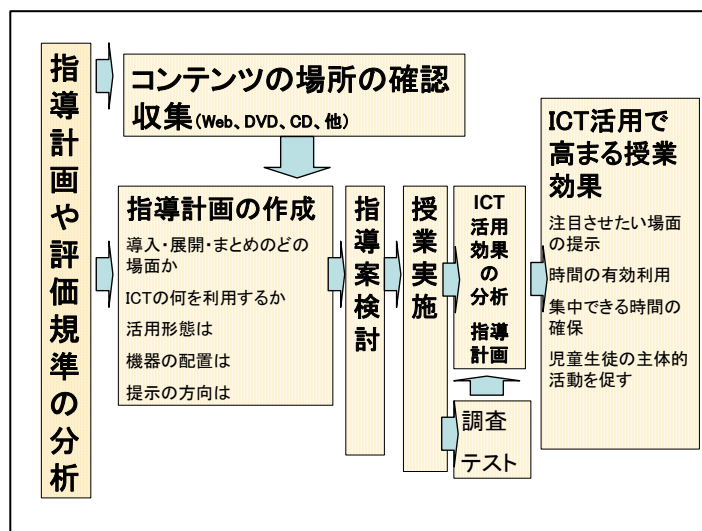 指導計画や評価規準の分析
コンテンツの場所の確認
収集(Web、DVD、CD、他)
指導計画の作成
導入・展開・まとめのどの
場面か
ICTの何を利用するか
活用形態は
機器の配置は
提示の方向は
指導案検討
授業実施
ICT
活用
効果
の
分析
指導
計画
調査
テスト
ICT活用で
高まる授業
効果
注目させたい場面
の提示
時間の有効利用
集中できる時間の
確保
児童生徒の主体的
活動を促す